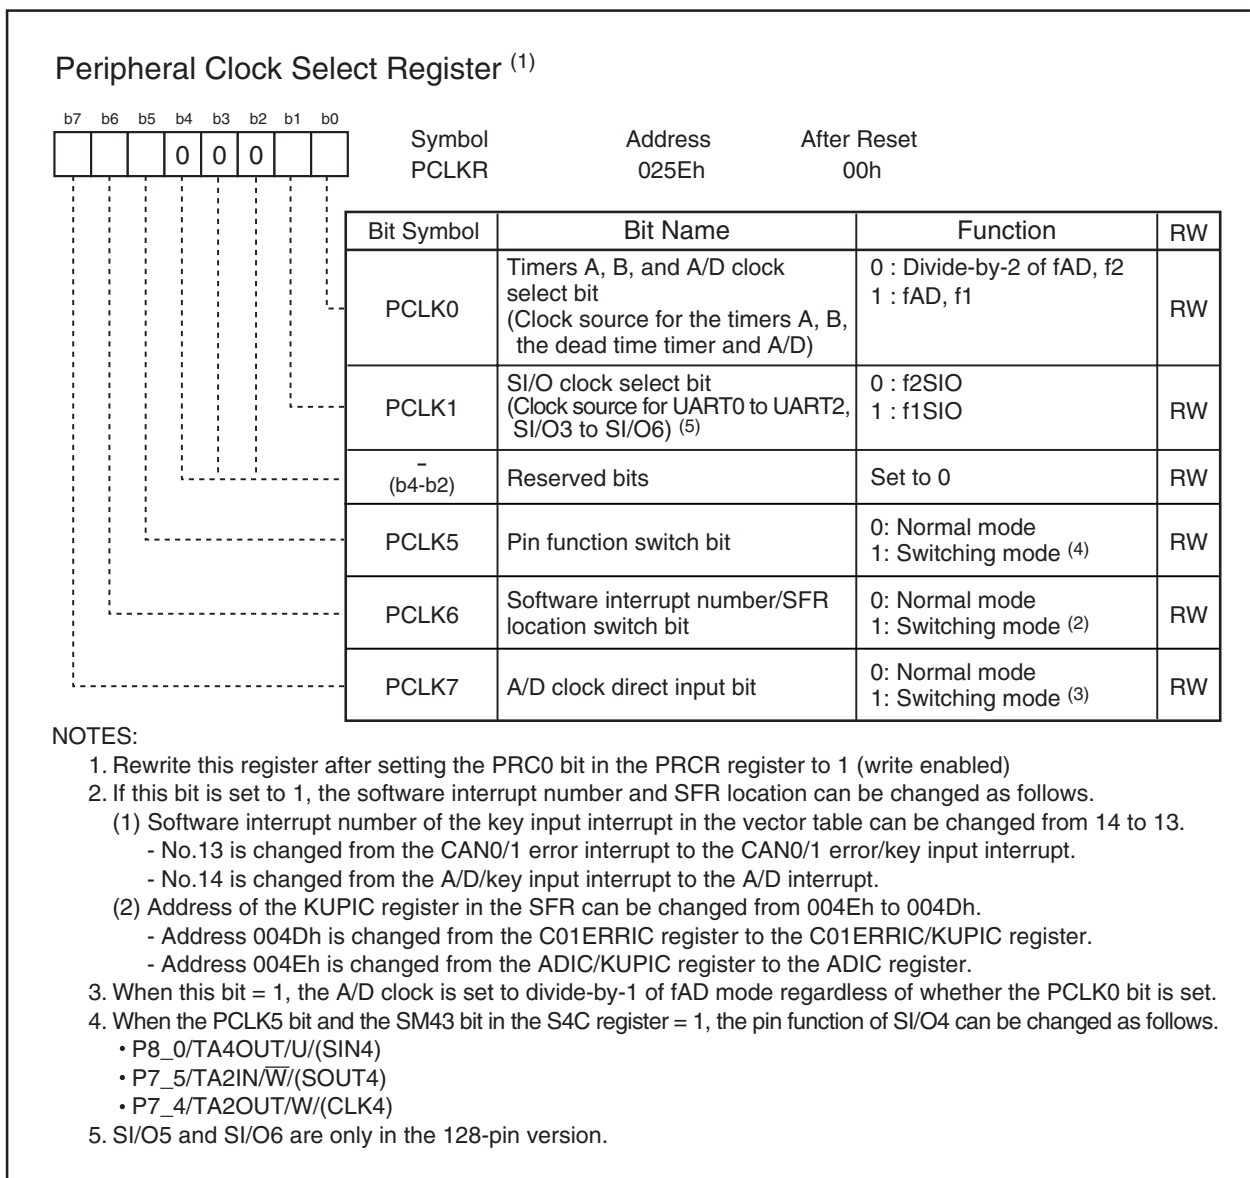 Peripheral Clock Select Register (1)
b7 b6 b5 b4 b3 b2 b1 b0
0 0 0
Symbol Address After Reset
PCLKR 025Eh 00h
Bit Symbol Bit Name Function RW
PCLK0
Timers A, B, and A/D clock
select bit
(Clock source for the timers A, B,
the dead time timer and A/D)
0 : Divide-by-2 of fAD, f2
1 : fAD, f1
RW
PCLK1
SI/O clock select bit
(Clock source for UART0 to UART2,
SI/O3 to SI/O6) (5)
0 : f2SIO
1 : f1SIO
RW
–
(b4-b2)
Reserved bits
Set to 0
RW
PCLK5
Pin function switch bit
0: Normal mode
1: Switching mode (4)
RW
PCLK6
Software interrupt number/SFR
location switch bit
0: Normal mode
1: Switching mode (2)
RW
PCLK7
A/D clock direct input bit
0: Normal mode
1: Switching mode (3)
RW
NOTES:
1. Rewrite this register after setting the PRC0 bit in the PRCR register to 1 (write enabled)
2. If this bit is set to 1, the software interrupt number and SFR location can be changed as follows.
(1) Software interrupt number of the key input interrupt in the vector table can be changed from 14 to 13.
- No.13 is changed from the CAN0/1 error interrupt to the CAN0/1 error/key input interrupt.
- No.14 is changed from the A/D/key input interrupt to the A/D interrupt.
(2) Address of the KUPIC register in the SFR can be changed from 004Eh to 004Dh.
- Address 004Dh is changed from the C01ERRIC register to the C01ERRIC/KUPIC register.
- Address 004Eh is changed from the ADIC/KUPIC register to the ADIC register.
3. When this bit = 1, the A/D clock is set to divide-by-1 of fAD mode regardless of whether the PCLK0 bit is set.
4. When the PCLK5 bit and the SM43 bit in the S4C register = 1, the pin function of SI/O4 can be changed as follows.
• P8_0/TA4OUT/U/(SIN4)
• P7_5/TA2IN/W̅/(SOUT4)
• P7_4/TA2OUT/W/(CLK4)
5. SI/O5 and SI/O6 are only in the 128-pin version.